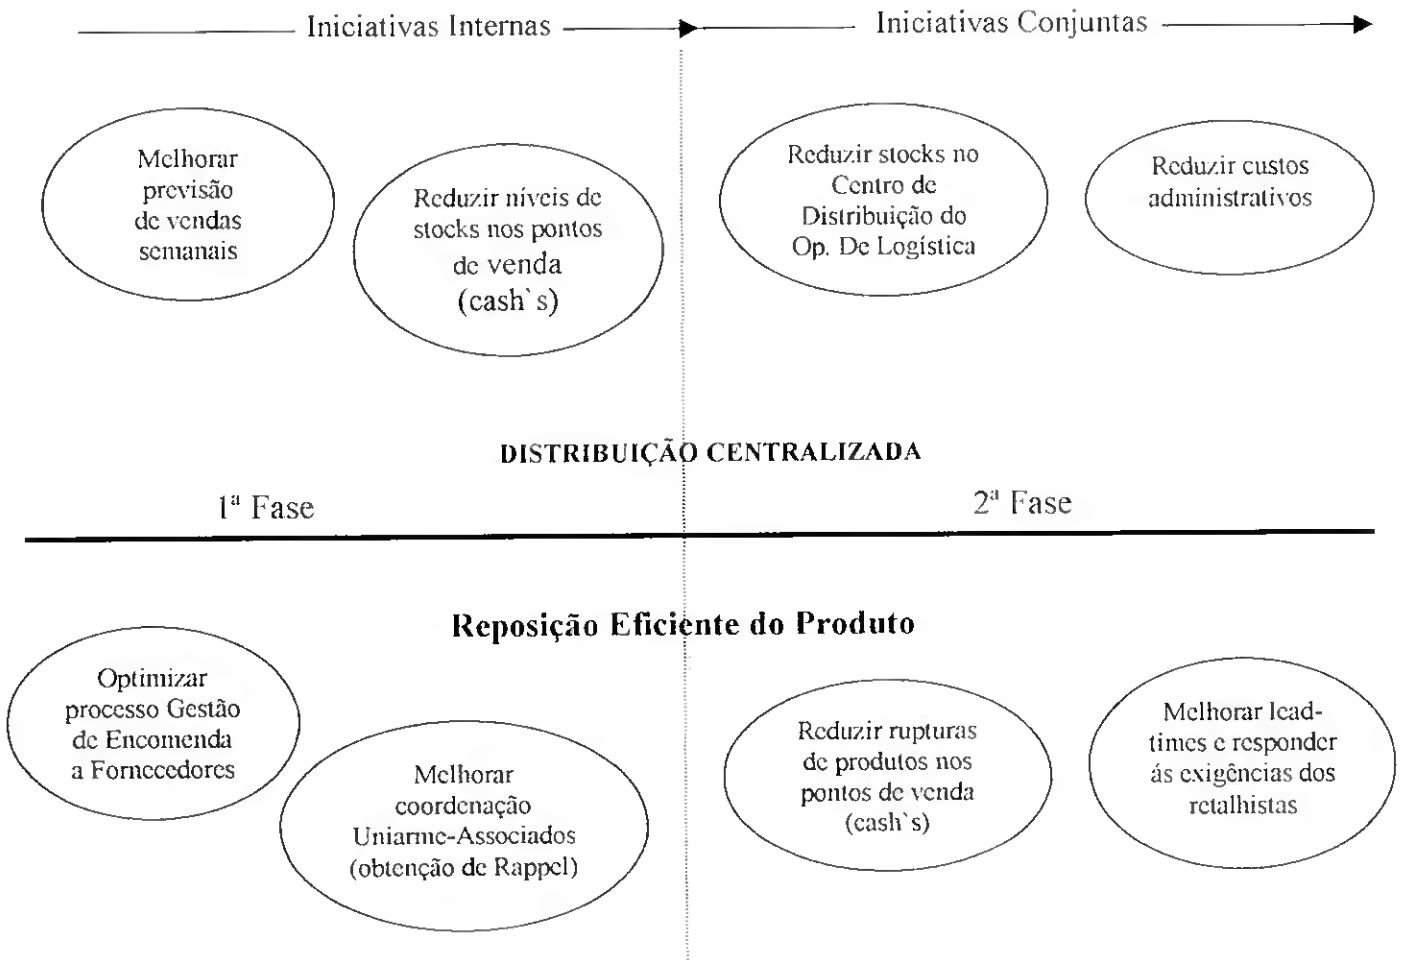 Iniciativas Internas
Iniciativas Conjuntas
Melhorar
previsão
de vendas
semanais
Reduzir níveis de
stocks nos pontos
de venda
(cash`s)
Reduzir stocks no
Centro de
Distribuição do
Op. De Logística
Reduzir custos
administrativos
DISTRIBUIÇÃO CENTRALIZADA
1ª Fase
2ª Fase
Reposição Eficiente do Produto
Optimizar
processo Gestão
de Encomenda
a Fornecedores
Melhorar
coordenação
Uniarme-Associados
(obtenção de Rappel)
Reduzir rupturas
de produtos nos
pontos de venda
(cash`s)
Melhorar lead-
times e responder
ás exigências dos
retalhistas